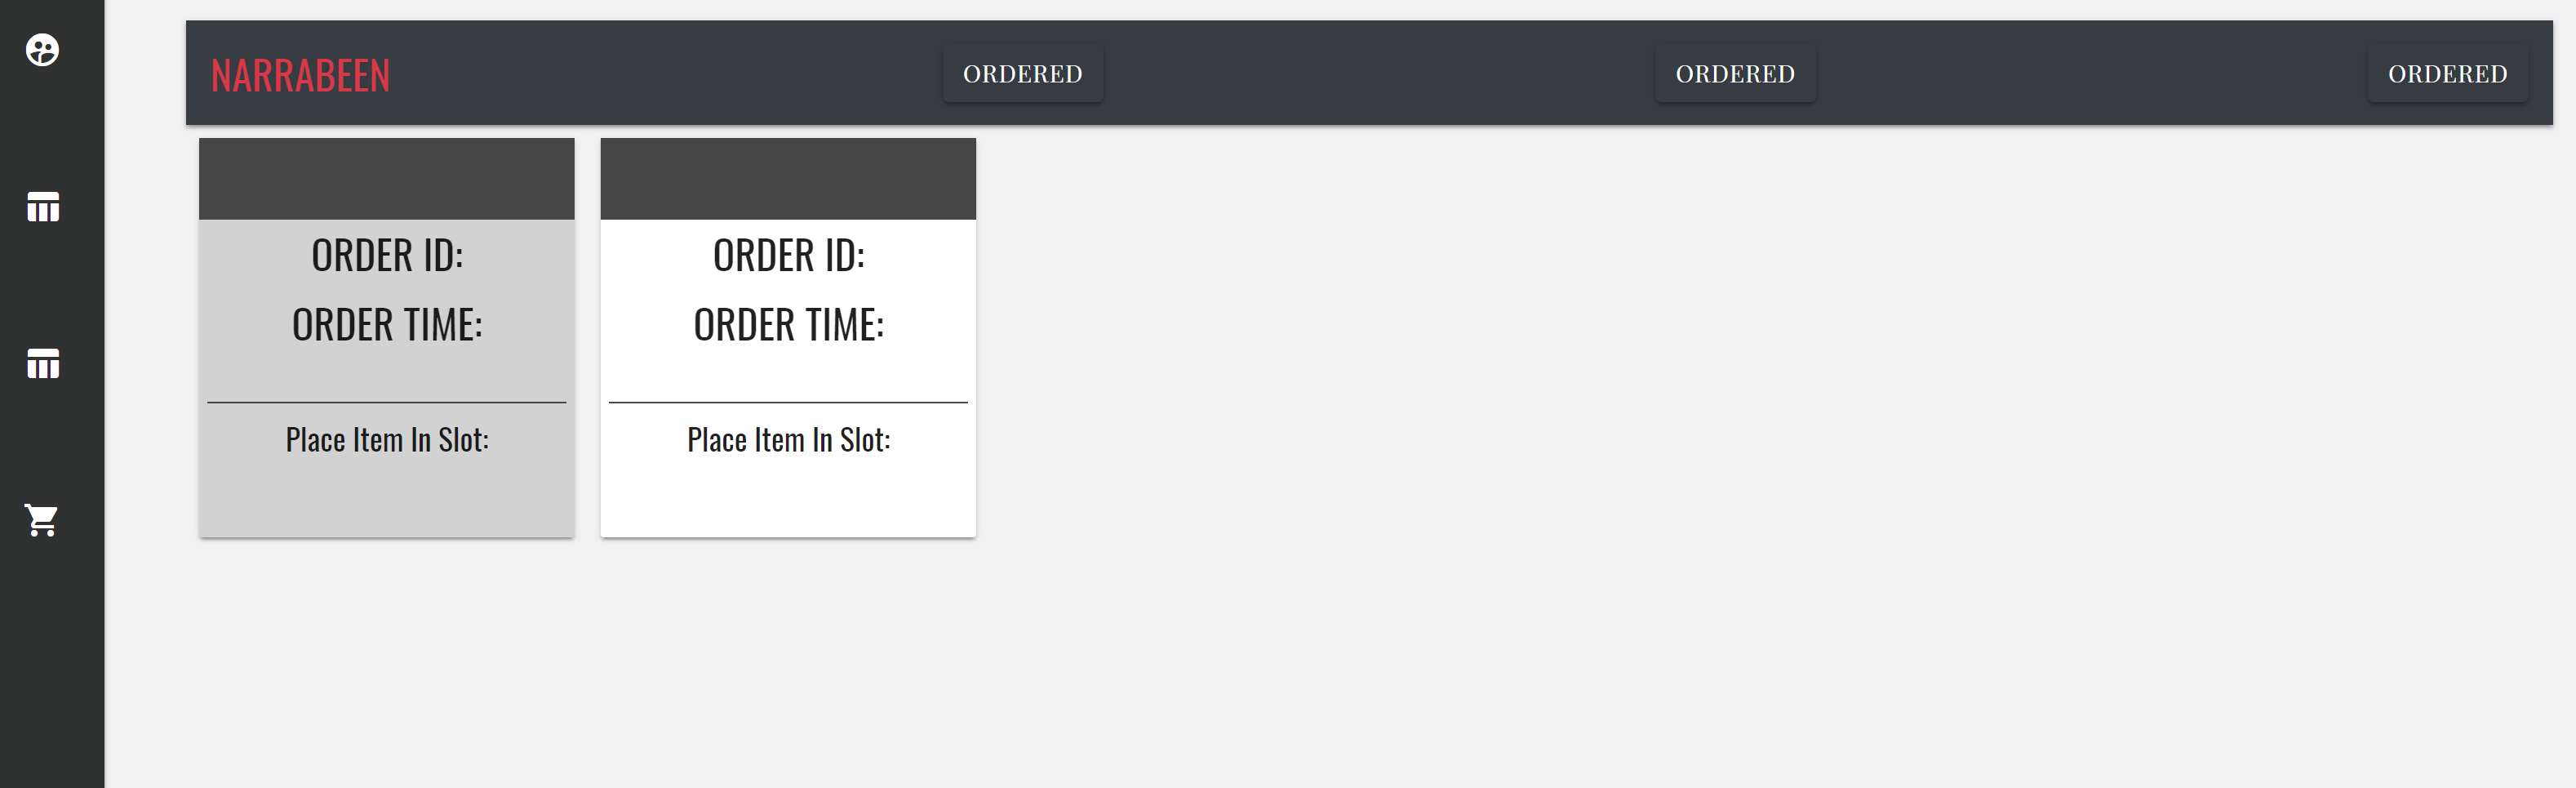 NARRABEEN
ORDERED
ORDERED
ORDERED
ORDER ID:
ORDER TIME:
Place Item In Slot:
ORDER ID:
ORDER TIME:
Place Item In Slot: